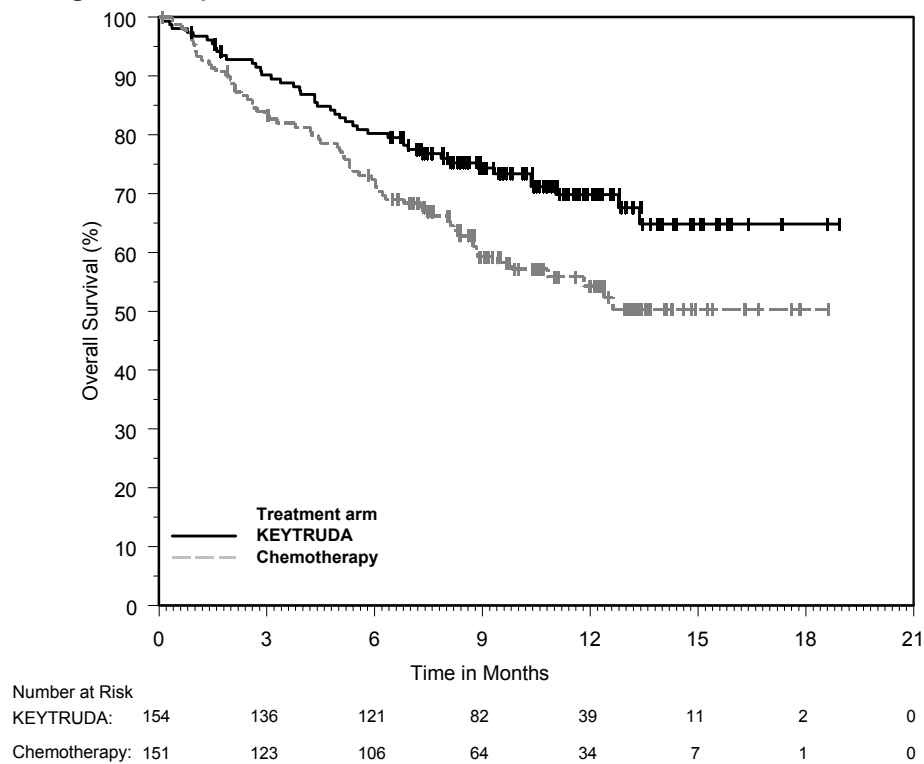 100
90
80
70
60
50
40
30
20
10
0
Overall Survival (%)
Treatment arm
KEYTRUDA
Chemotherapy
0 3 6 9 12 15 18 21
Time in Months
Number at Risk
KEYTRUDA: 154 136 121 82 39 11 2 0
Chemotherapy: 151 123 106 64 34 7 1 0